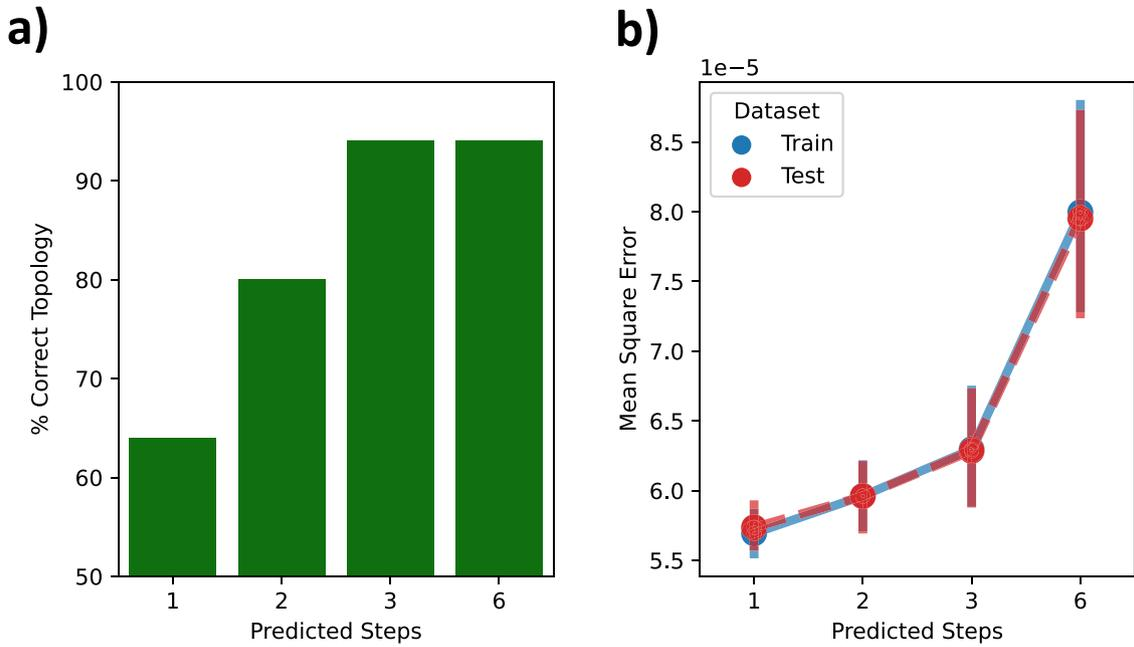 a)
100
90
80
70
60
50
% Correct Topology
1 2 3 6
Predicted Steps
b)
1e−5
Dataset
Train
Test
8.5
8.0
7.5
7.0
6.5
6.0
5.5
Mean Square Error
1 2 3 6
Predicted Steps